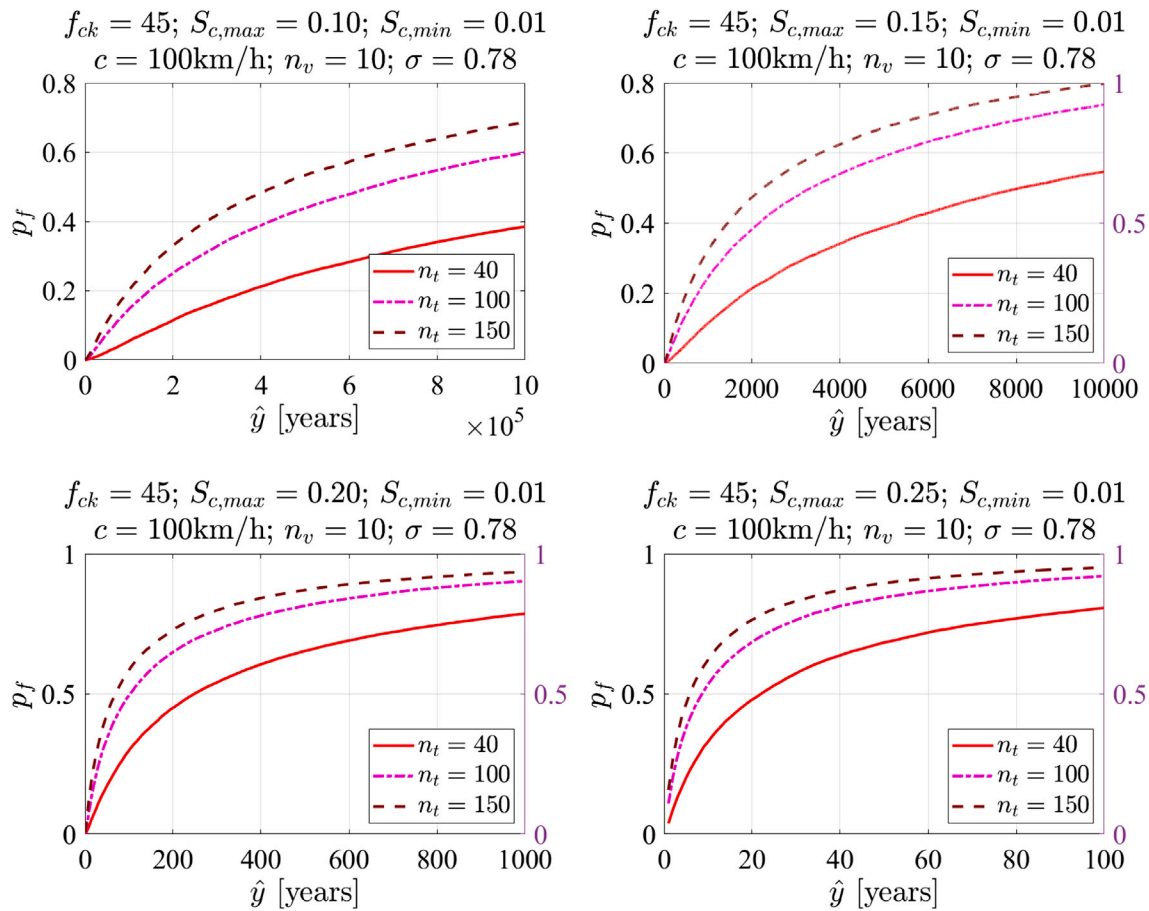 f_ck = 45; S_c,max = 0.10; S_c,min = 0.01
c = 100km/h; n_v = 10; σ = 0.78
0.8
0.6
0.4
0.2
0
p_f
n_t = 40
n_t = 100
n_t = 150
0 2 4 6 8 10
ŷ [years]
×10^5
f_ck = 45; S_c,max = 0.15; S_c,min = 0.01
c = 100km/h; n_v = 10; σ = 0.78
0.8
0.6
0.4
0.2
0
p_f
1
0.5
0
n_t = 40
n_t = 100
n_t = 150
0 2000 4000 6000 8000 10000
ŷ [years]
f_ck = 45; S_c,max = 0.20; S_c,min = 0.01
c = 100km/h; n_v = 10; σ = 0.78
1
0.5
0
p_f
1
0.5
0
n_t = 40
n_t = 100
n_t = 150
0 200 400 600 800 1000
ŷ [years]
f_ck = 45; S_c,max = 0.25; S_c,min = 0.01
c = 100km/h; n_v = 10; σ = 0.78
1
0.5
0
p_f
1
0.5
0
n_t = 40
n_t = 100
n_t = 150
0 20 40 60 80 100
ŷ [years]